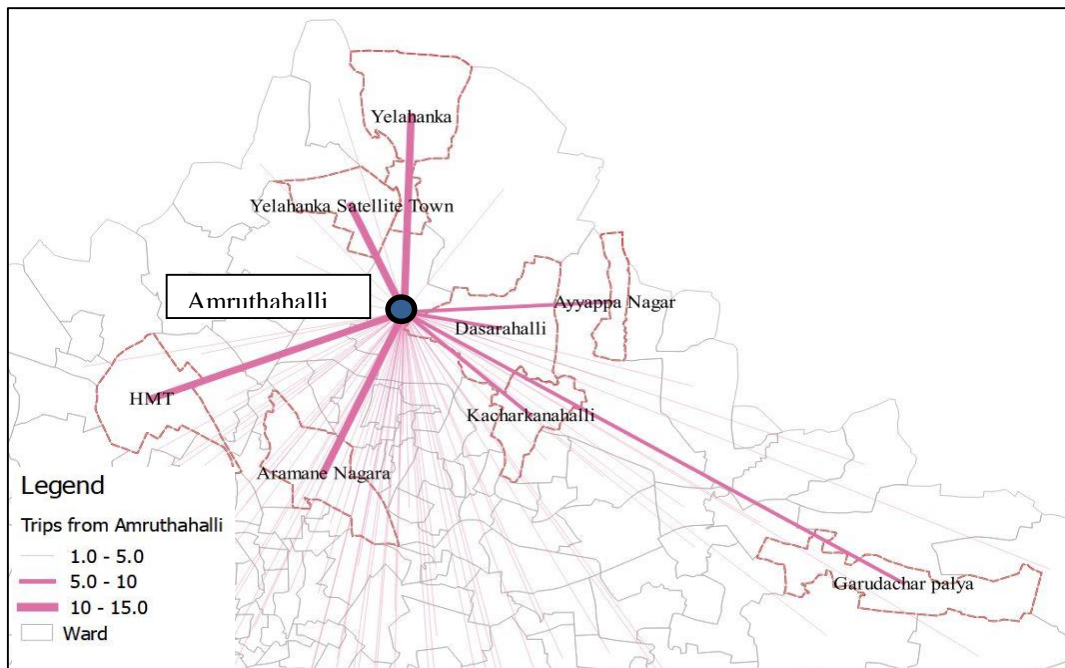 Yelahanka
Yelahanka Satellite Town
Amruthahalli
Ayyappa Nagar
Dasarahalli
HMT
Kacharkanahalli
Aramane Nagara
Garudachar palya
Legend
Trips from Amruthahalli
1.0 - 5.0
5.0 - 10
10 - 15.0
Ward